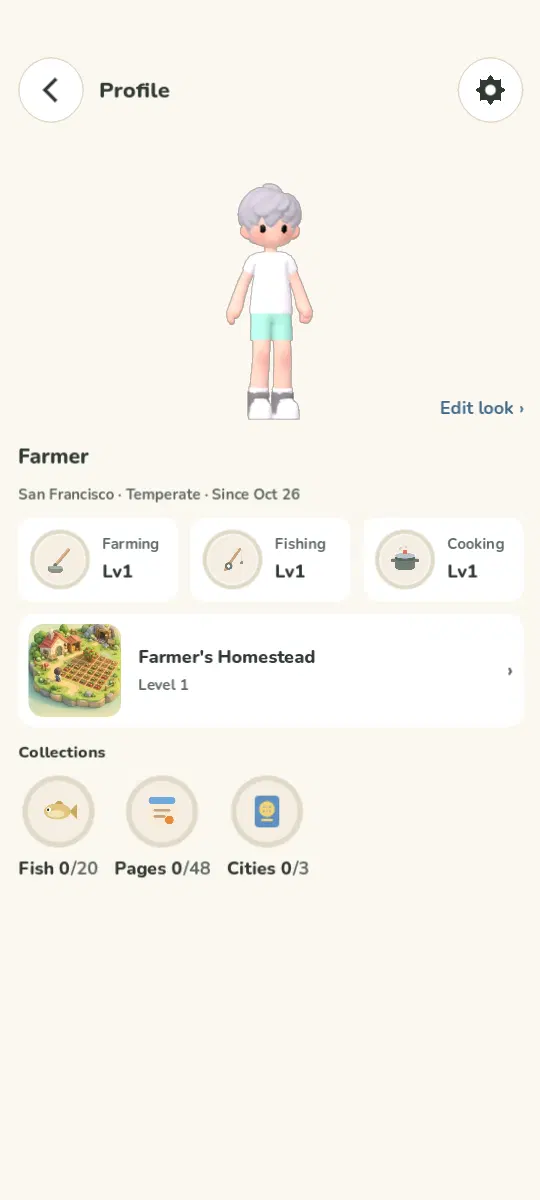 Profile
Edit look ›
Farmer
San Francisco · Temperate · Since Oct 26
Farming
Lv1
Fishing
Lv1
Cooking
Lv1
Farmer's Homestead
Level 1
›
Collections
Fish 0/20
Pages 0/48
Cities 0/3